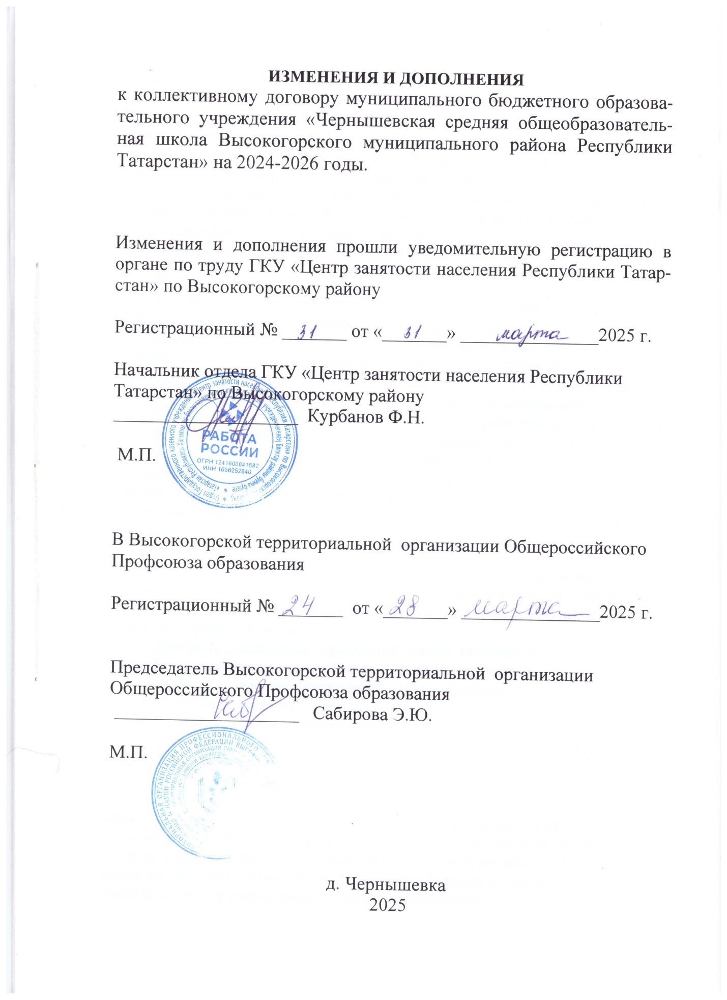 ИЗМЕНЕНИЯ И ДОПОЛНЕНИЯ
к коллективному договору муниципального бюджетного образова-
тельного учреждения «Чернышевская средняя общеобразователь-
ная школа Высокогорского муниципального района Республики
Татарстан» на 2024-2026 годы.
Изменения и дополнения прошли уведомительную регистрацию в
органе по труду ГКУ «Центр занятости населения Республики Татар-
стан» по Высокогорскому району
Регистрационный № 31 от « 31 » марта 2025 г.
Начальник отдела ГКУ «Центр занятости населения Республики
Татарстан» по Высокогорскому району
Курбанов Ф.Н.
М.П.
РАБОТА
РОССИИ
ОГРН 1241600041682
ИНН 1658252640
В Высокогорской территориальной организации Общероссийского
Профсоюза образования
Регистрационный № 24 от « 28 » марта 2025 г.
Председатель Высокогорской территориальной организации
Общероссийского Профсоюза образования
Сабирова Э.Ю.
М.П.
д. Чернышевка
2025